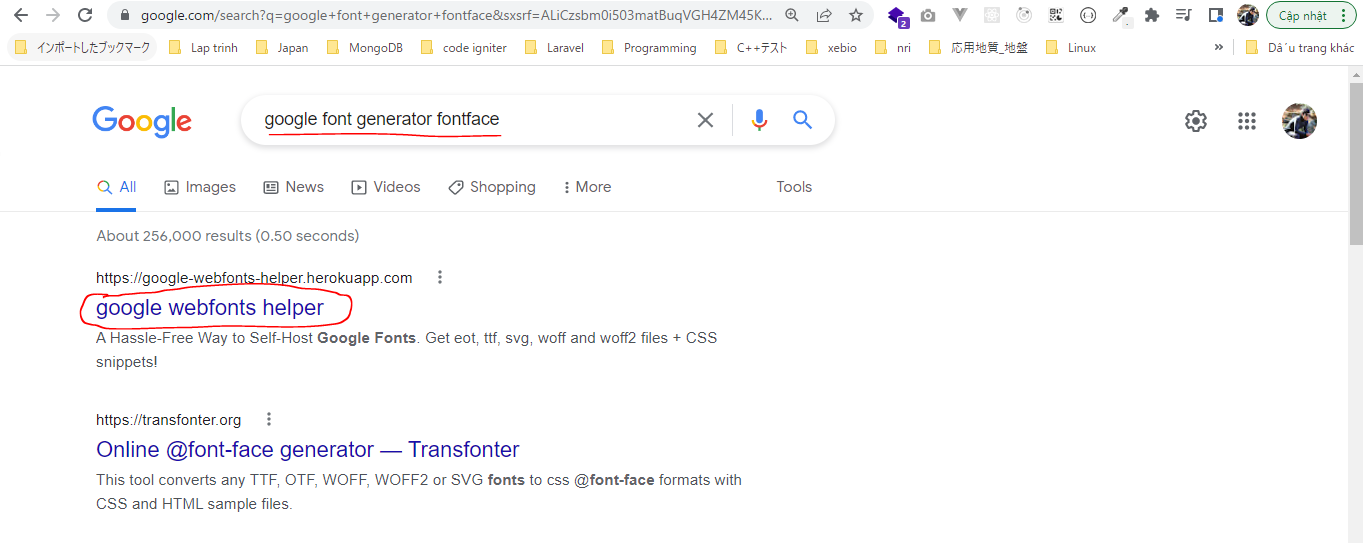 google.com/search?q=google+font+generator+fontface&sxsrf=ALiCzsbm0i503matBuqVGH4ZM45K...
2
Cập nhật
インポートしたブックマーク Lap trinh Japan MongoDB code igniter Laravel Programming C++テスト xebio nri 応用地質_地盤 Linux » Dấu trang khác
Google
google font generator fontface
All Images News Videos Shopping More Tools
About 256,000 results (0.50 seconds)
https://google-webfonts-helper.herokuapp.com
google webfonts helper
A Hassle-Free Way to Self-Host Google Fonts. Get eot, ttf, svg, woff and woff2 files + CSS
snippets!
https://transfonter.org
Online @font-face generator — Transfonter
This tool converts any TTF, OTF, WOFF, WOFF2 or SVG fonts to css @font-face formats with
CSS and HTML sample files.